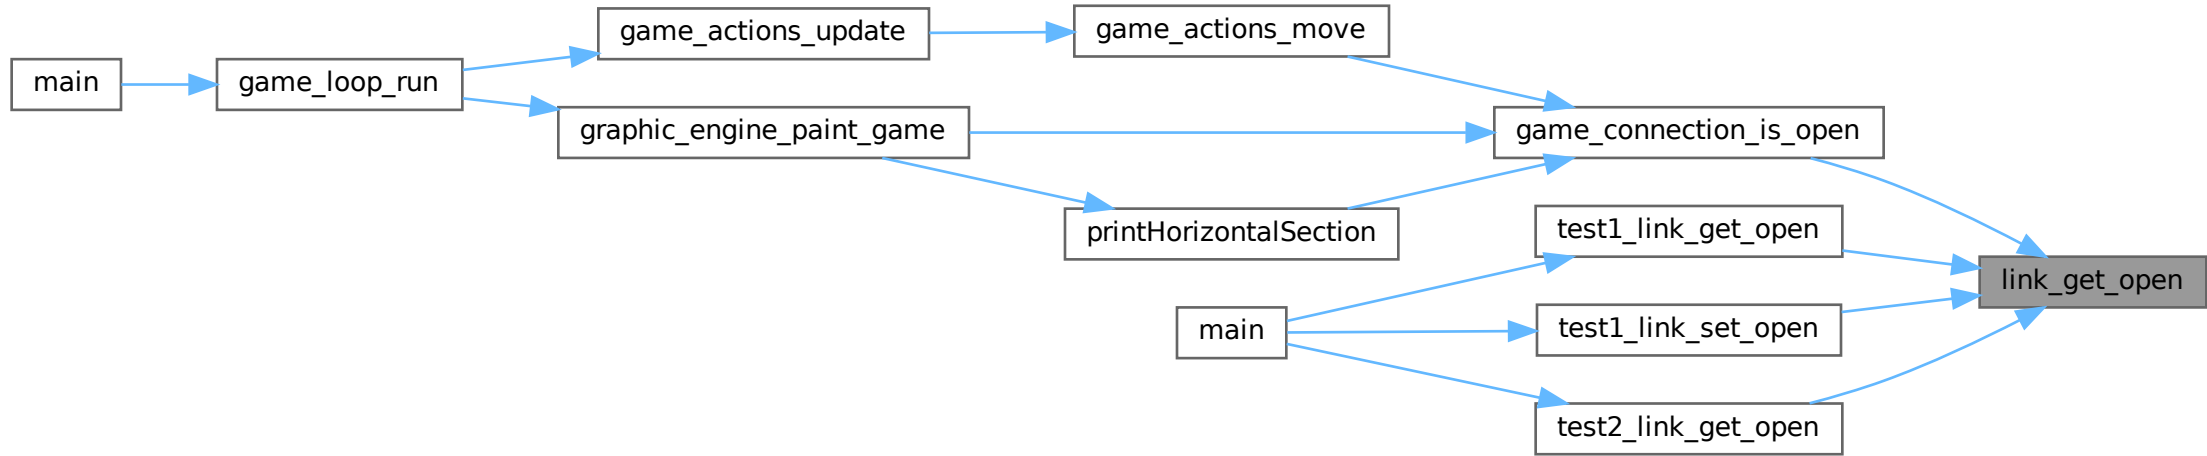 main
game_loop_run
game_actions_update
game_actions_move
graphic_engine_paint_game
game_connection_is_open
printHorizontalSection
test1_link_get_open
link_get_open
main
test1_link_set_open
test2_link_get_open